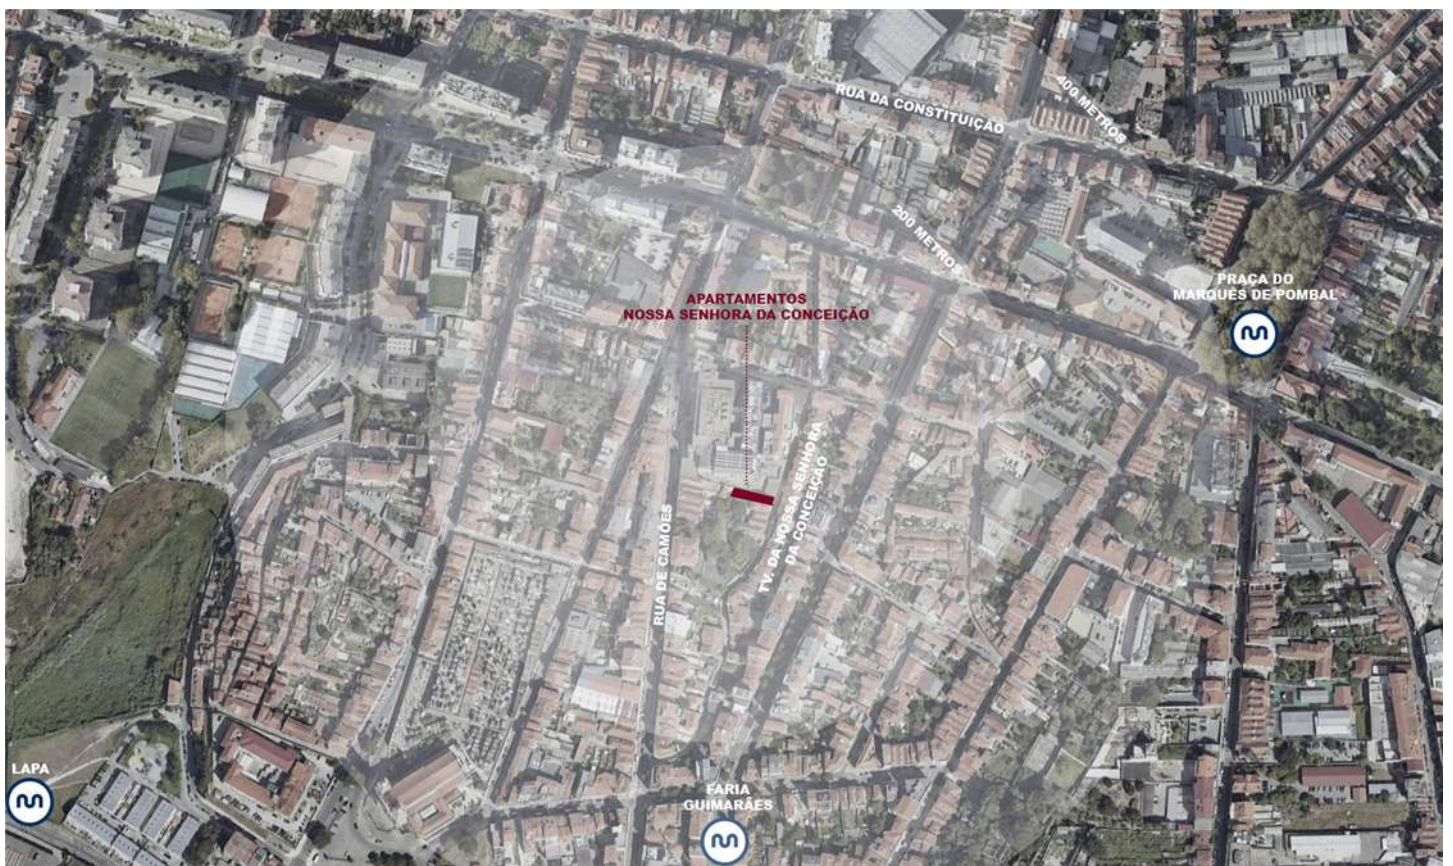 RUA DA CONSTITUIÇÃO
400 METROS
200 METROS
PRAÇA DO
MARQUÊS DE POMBAL
APARTAMENTOS
NOSSA SENHORA DA CONCEIÇÃO
TV. DA NOSSA SENHORA
DA CONCEIÇÃO
RUA DE CAMÕES
LAPA
FARIA
GUIMARÃES